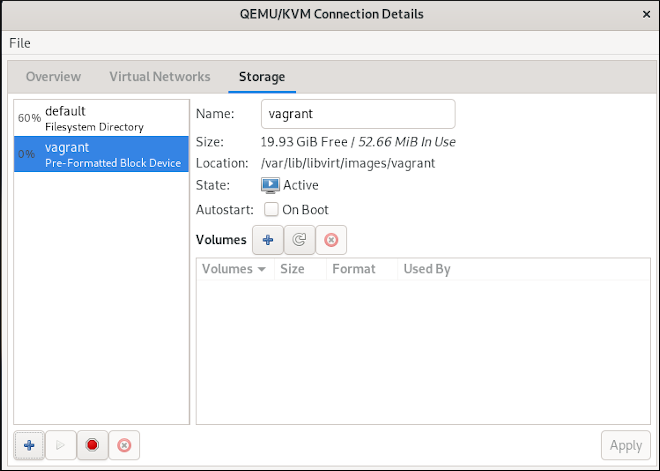 QEMU/KVM Connection Details
File
Overview Virtual Networks Storage
60% default
Filesystem Directory
0% vagrant
Pre-Formatted Block Device
Name: vagrant
Size: 19.93 GiB Free / 52.66 MiB In Use
Location: /var/lib/libvirt/images/vagrant
State: Active
Autostart: On Boot
Volumes
Volumes Size Format Used By
Apply